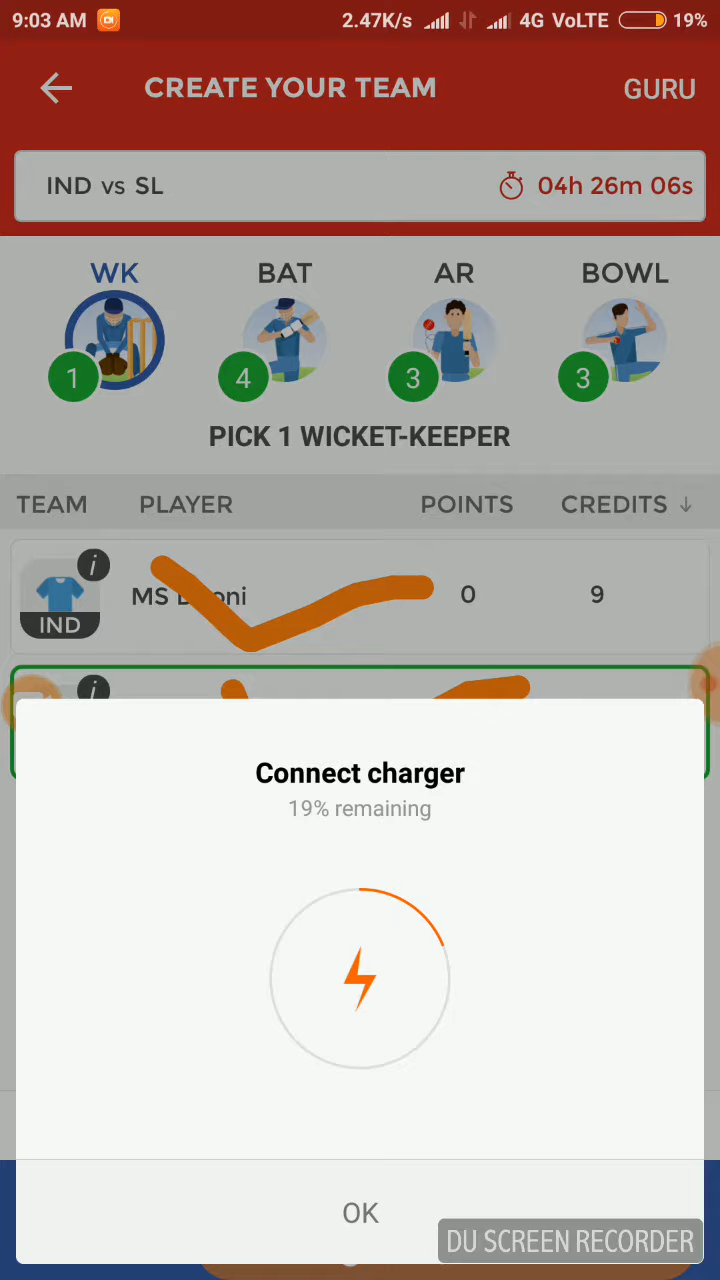 9:03 AM 2.47K/s 4G VoLTE 19%
CREATE YOUR TEAM GURU
IND vs SL 04h 26m 06s
WK BAT AR BOWL
1 4 3 3
PICK 1 WICKET-KEEPER
TEAM PLAYER POINTS CREDITS ↓
i
MS 0 9
IND
i
Connect charger
19% remaining
OK
DU SCREEN RECORDER